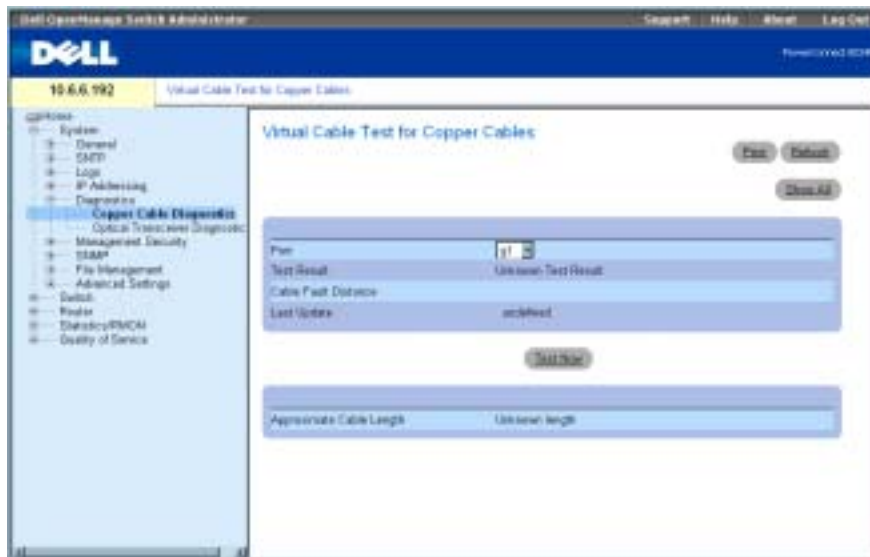 Dell OpenManage Switch Administrator
Support Help About Log Out
DELL
10.6.6.192
Virtual Cable Test for Copper Cables
Home
System
General
SNTP
Logs
IP Addressing
Diagnostics
Copper Cable Diagnostics
Optical Transceiver Diagnostic
Management Security
SNMP
File Management
Advanced Settings
Switch
Router
Statistics/RMON
Quality of Service
Virtual Cable Test for Copper Cables
Print Refresh
Show All
Port g1
Test Result Unknown Test Result
Cable Fault Distance
Last Update undefined
Test Now
Approximate Cable Length Unknown length